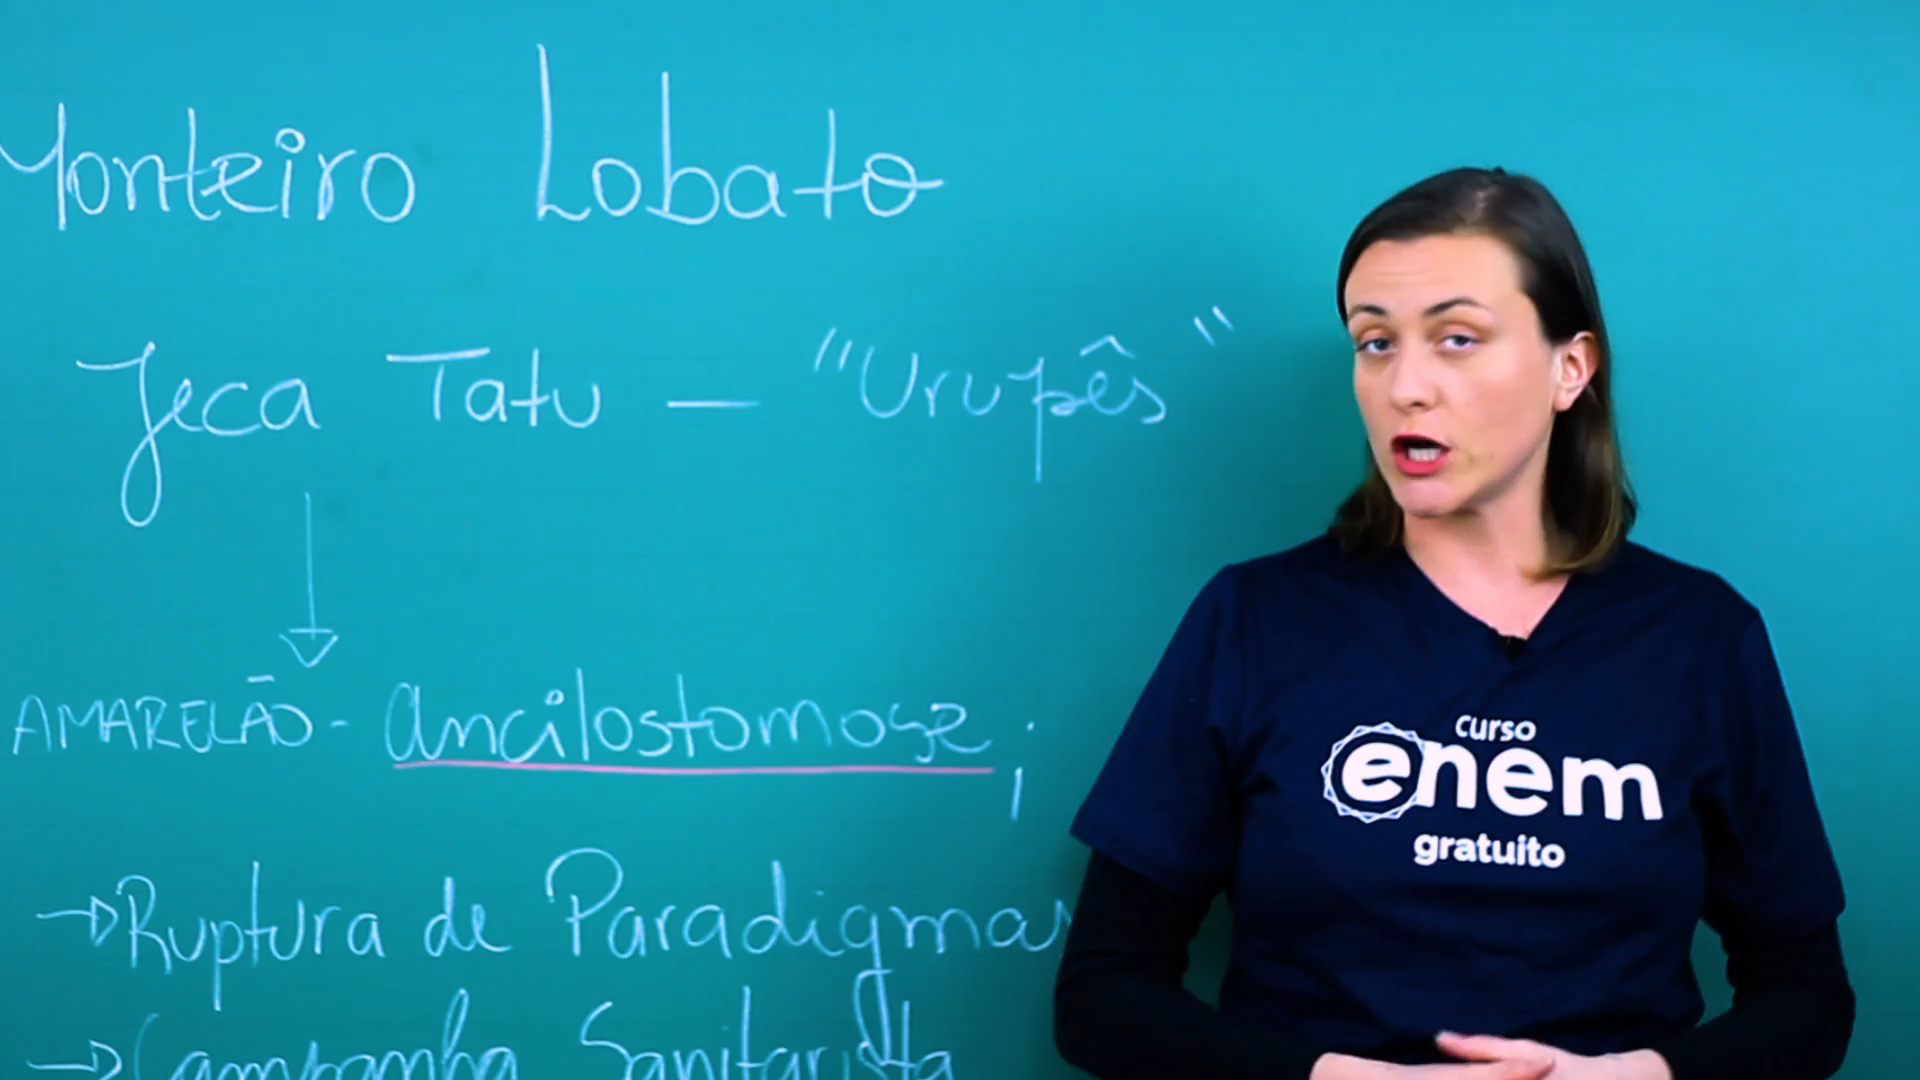 Monteiro Lobato
Jeca Tatu — "Urupês"
AMARELÃO - Ancilostomose;
→ Ruptura de Paradigmas
→ Campanha Sanitarista
curso
enem
gratuito